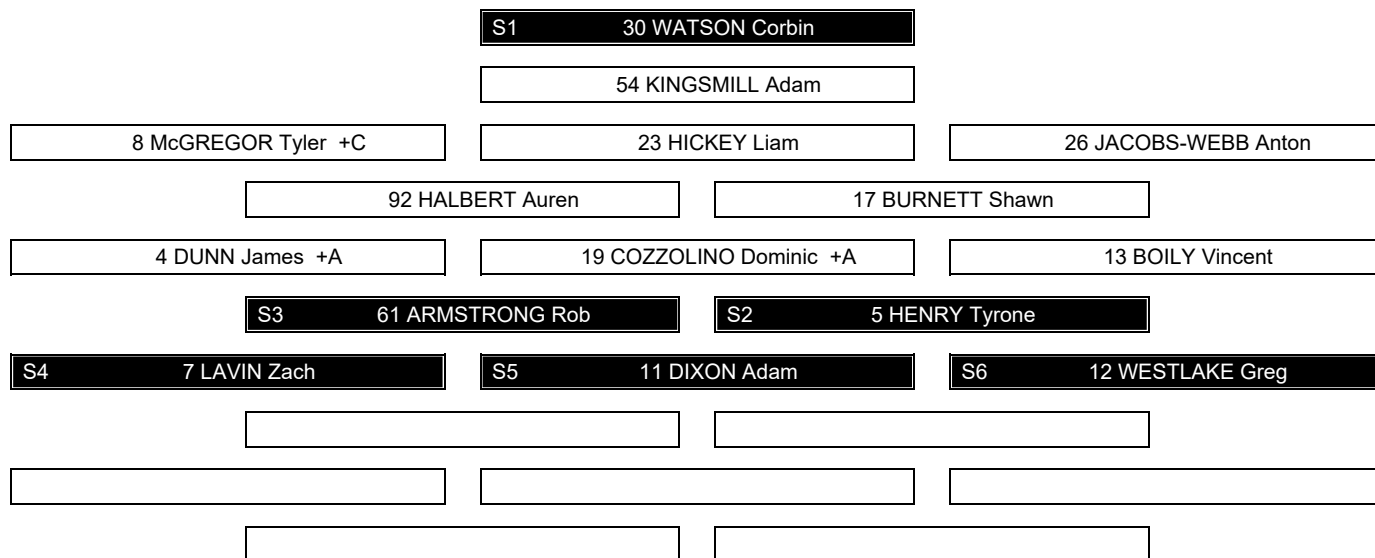 S1 30 WATSON Corbin
54 KINGSMILL Adam
8 McGREGOR Tyler +C 23 HICKEY Liam 26 JACOBS-WEBB Anton
92 HALBERT Auren 17 BURNETT Shawn
4 DUNN James +A 19 COZZOLINO Dominic +A 13 BOILY Vincent
S3 61 ARMSTRONG Rob S2 5 HENRY Tyrone
S4 7 LAVIN Zach S5 11 DIXON Adam S6 12 WESTLAKE Greg